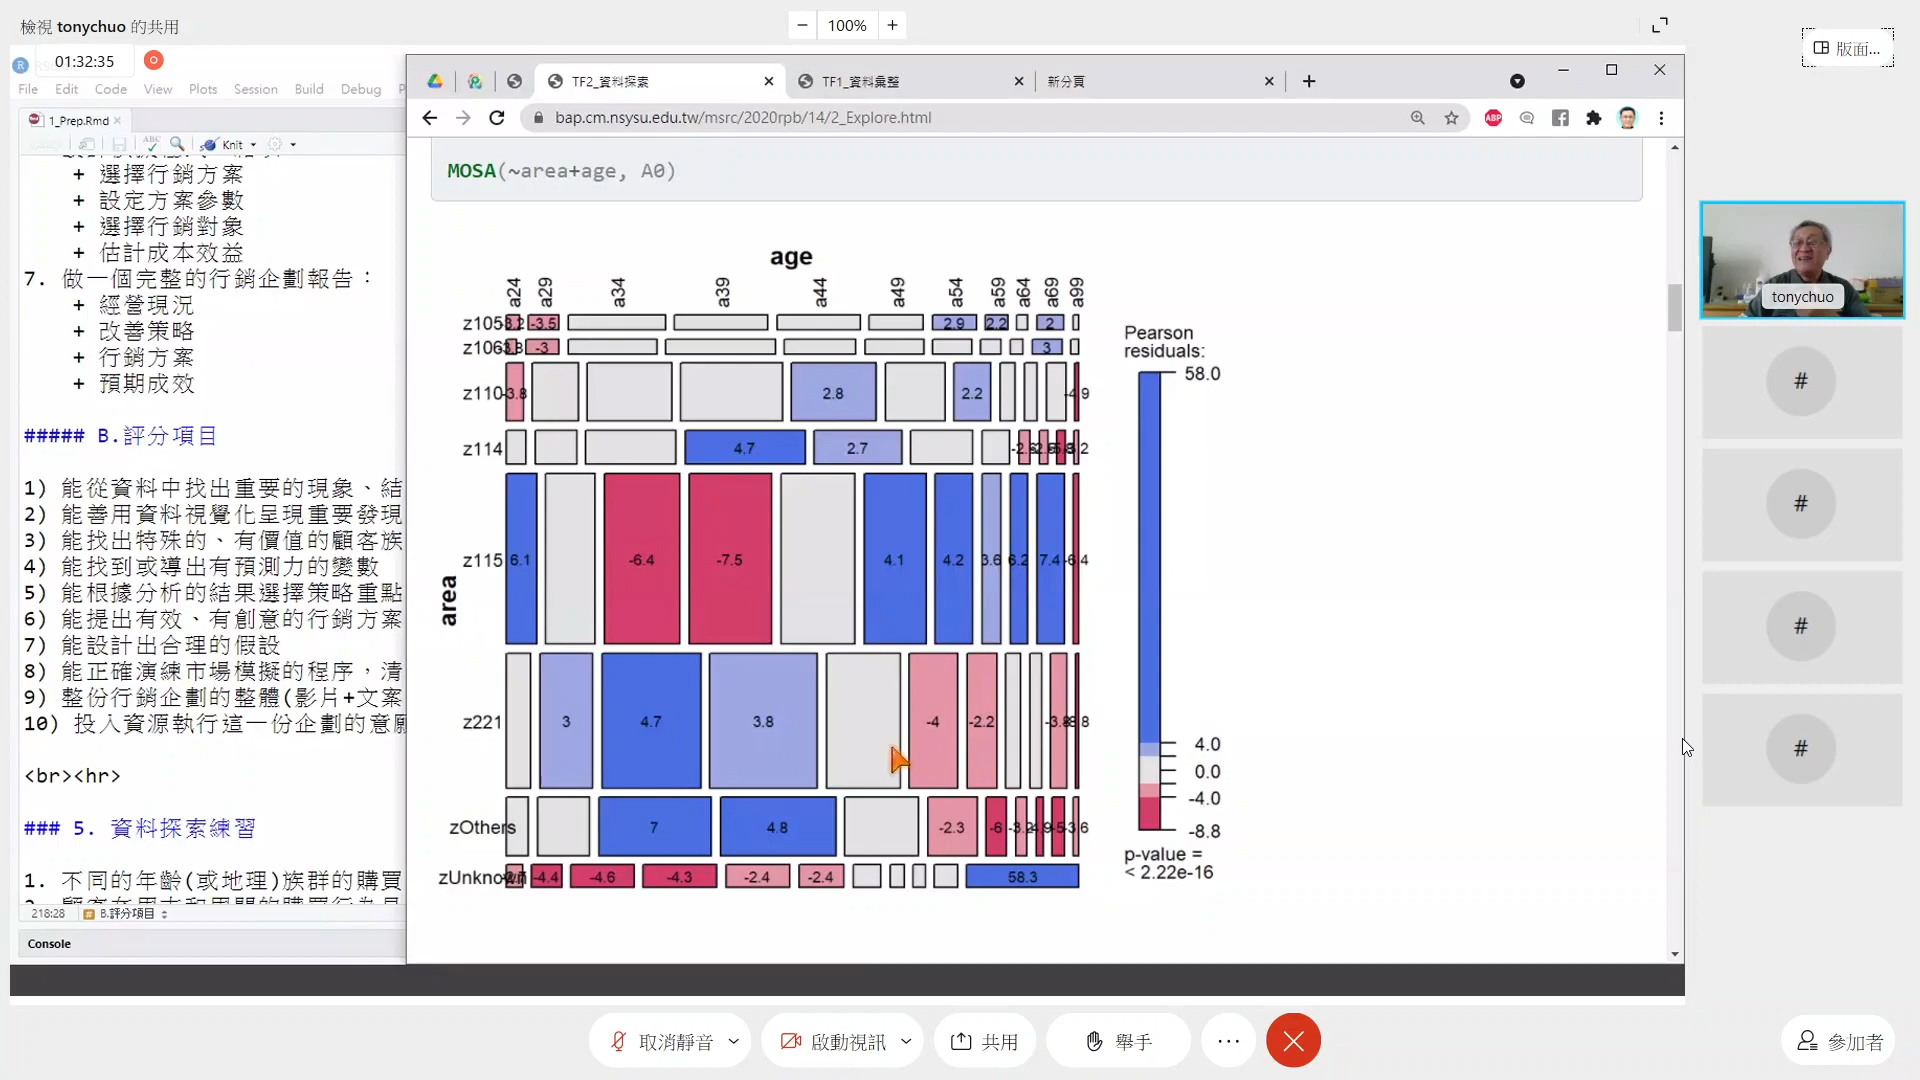 檢視 tonychuo 的共用
100%
版面...
01:32:35
File Edit Code View Plots Session Build Debug
1_Prep.Rmd
Knit
+ 選擇行銷方案
+ 設定方案參數
+ 選擇行銷對象
+ 估計成本效益
7. 做一個完整的行銷企劃報告：
+ 經營現況
+ 改善策略
+ 行銷方案
+ 預期成效
##### B.評分項目
1) 能從資料中找出重要的現象、結
2) 能善用資料視覺化呈現重要發現
3) 能找出特殊的、有價值的顧客族
4) 能找到或導出有預測力的變數
5) 能根據分析的結果選擇策略重點
6) 能提出有效、有創意的行銷方案
7) 能設計出合理的假設
8) 能正確演練市場模擬的程序，清
9) 整份行銷企劃的整體(影片+文案
10) 投入資源執行這一份企劃的意願
<br><hr>
### 5. 資料探索練習
1. 不同的年齡(或地理)族群的購買
218:28 B.評分項目
Console
TF2_資料探索
TF1_資料彙整
新分頁
bap.cm.nsysu.edu.tw/msrc/2020rpb/14/2_Explore.html
ABP
MOSA(~area+age, A0)
age
a24 a29 a34 a39 a44 a49 a54 a59 a64 a69 a99
area
z105 -3.5 2.9 2.2 2
z106 -3 3
z110 -3.8 2.8 2.2
z114 4.7 2.7
z115 6.1 -6.4 -7.5 4.1 4.2 3.6 6.2 7.4 -6.4
z221 3 4.7 3.8 -4 -2.2
zOthers 7 4.8 -2.3 -6
zUnknown -4.4 -4.6 -4.3 -2.4 -2.4 58.3
Pearson
residuals:
58.0
4.0
0.0
-4.0
-8.8
p-value =
< 2.22e-16
tonychuo
#
#
#
#
取消靜音
啟動視訊
共用
舉手
參加者